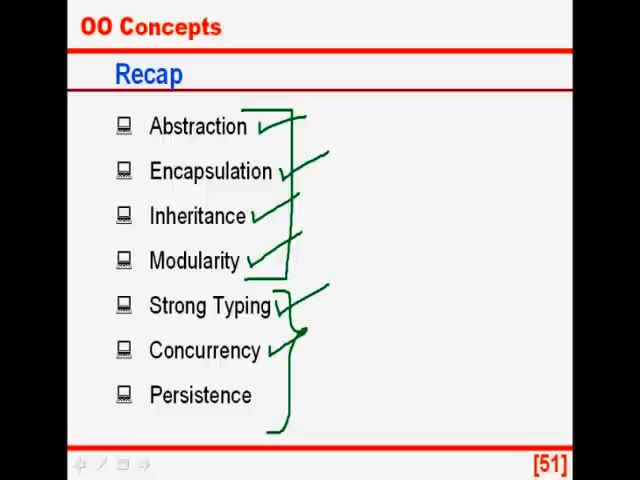 OO Concepts
Recap
Abstraction
Encapsulation
Inheritance
Modularity
Strong Typing
Concurrency
Persistence
[51]